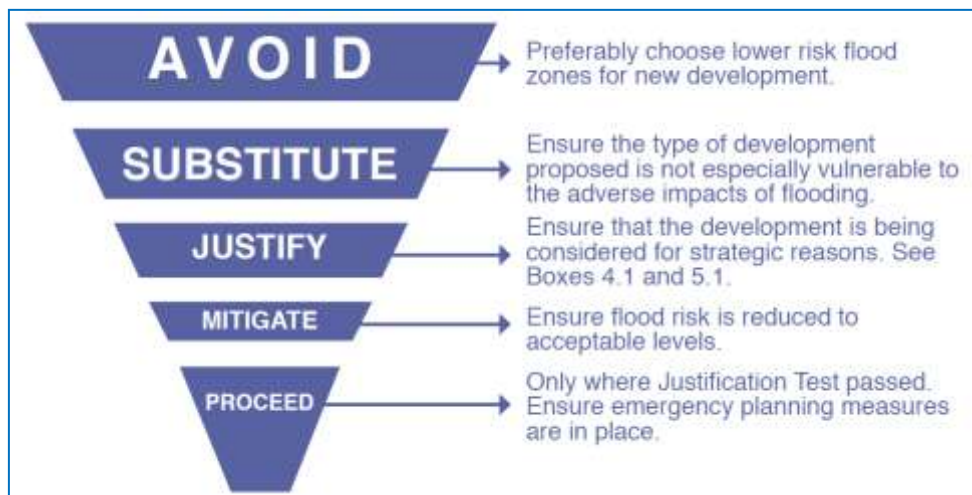 AVOID
Preferably choose lower risk flood
zones for new development.
SUBSTITUTE
Ensure the type of development
proposed is not especially vulnerable to
the adverse impacts of flooding.
JUSTIFY
Ensure that the development is being
considered for strategic reasons. See
Boxes 4.1 and 5.1.
MITIGATE
Ensure flood risk is reduced to
acceptable levels.
PROCEED
Only where Justification Test passed.
Ensure emergency planning measures
are in place.